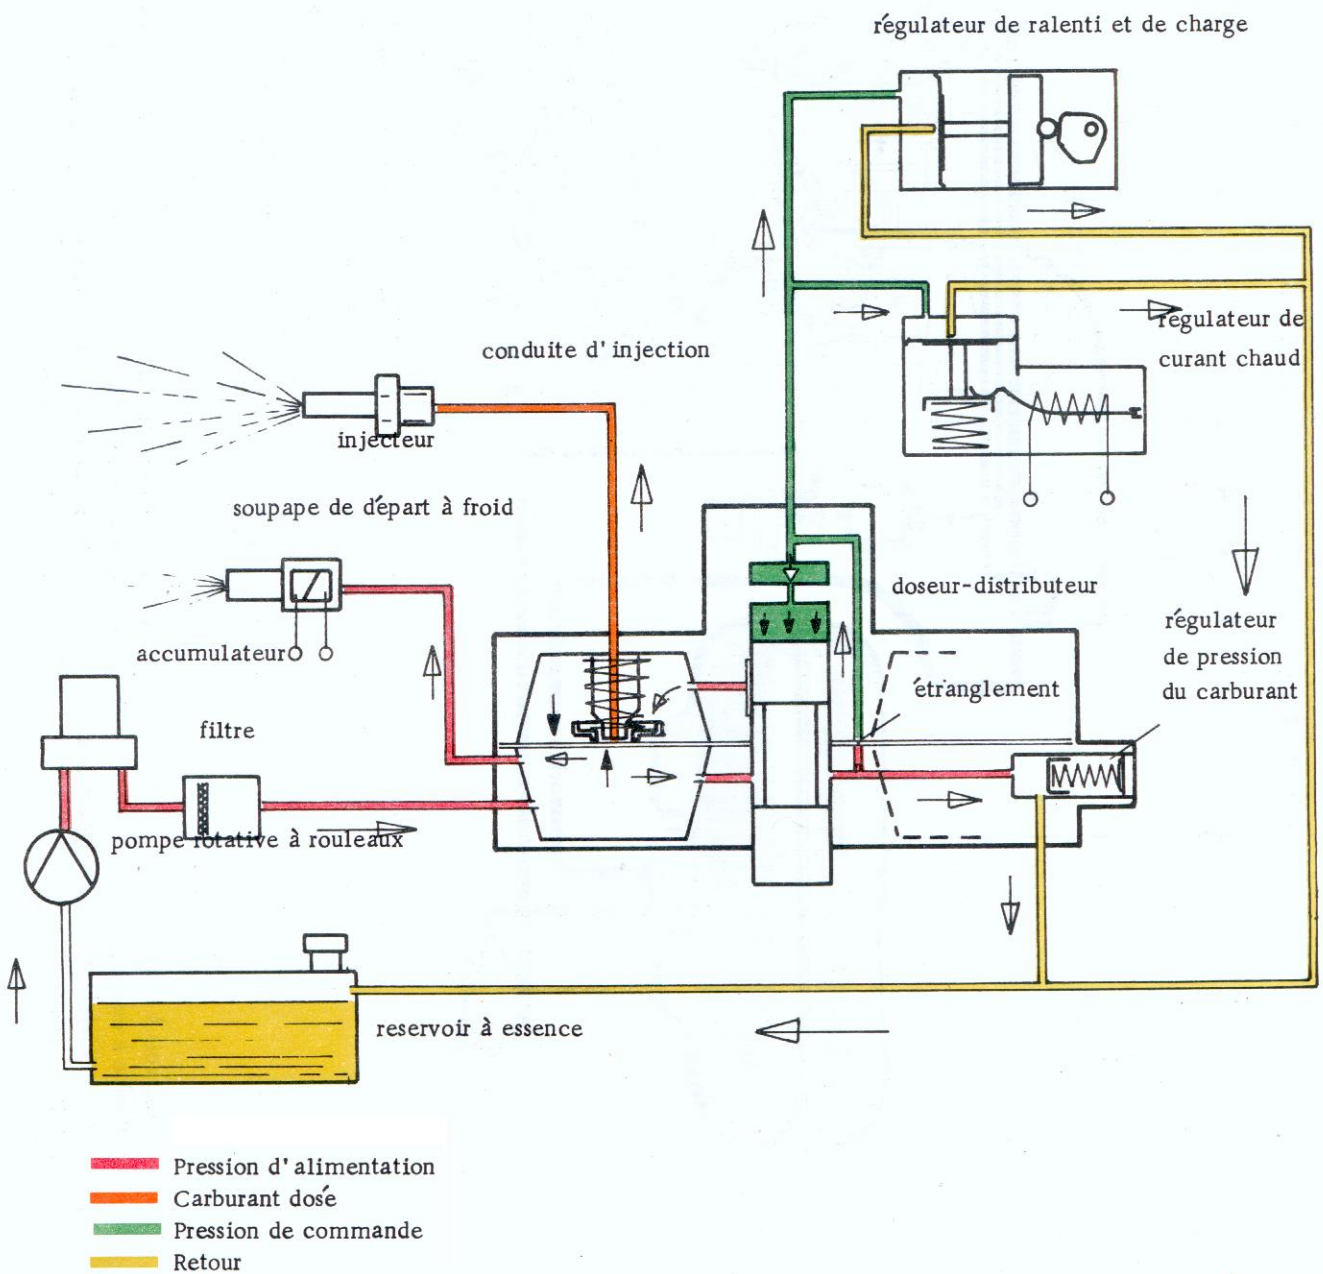 régulateur de ralenti et de charge
régulateur de
curant chaud
conduite d'injection
injecteur
soupape de départ à froid
doseur-distributeur
régulateur
de pression
du carburant
accumulateur
étranglement
filtre
pompe rotative à rouleaux
reservoir à essence
Pression d'alimentation
Carburant dosé
Pression de commande
Retour